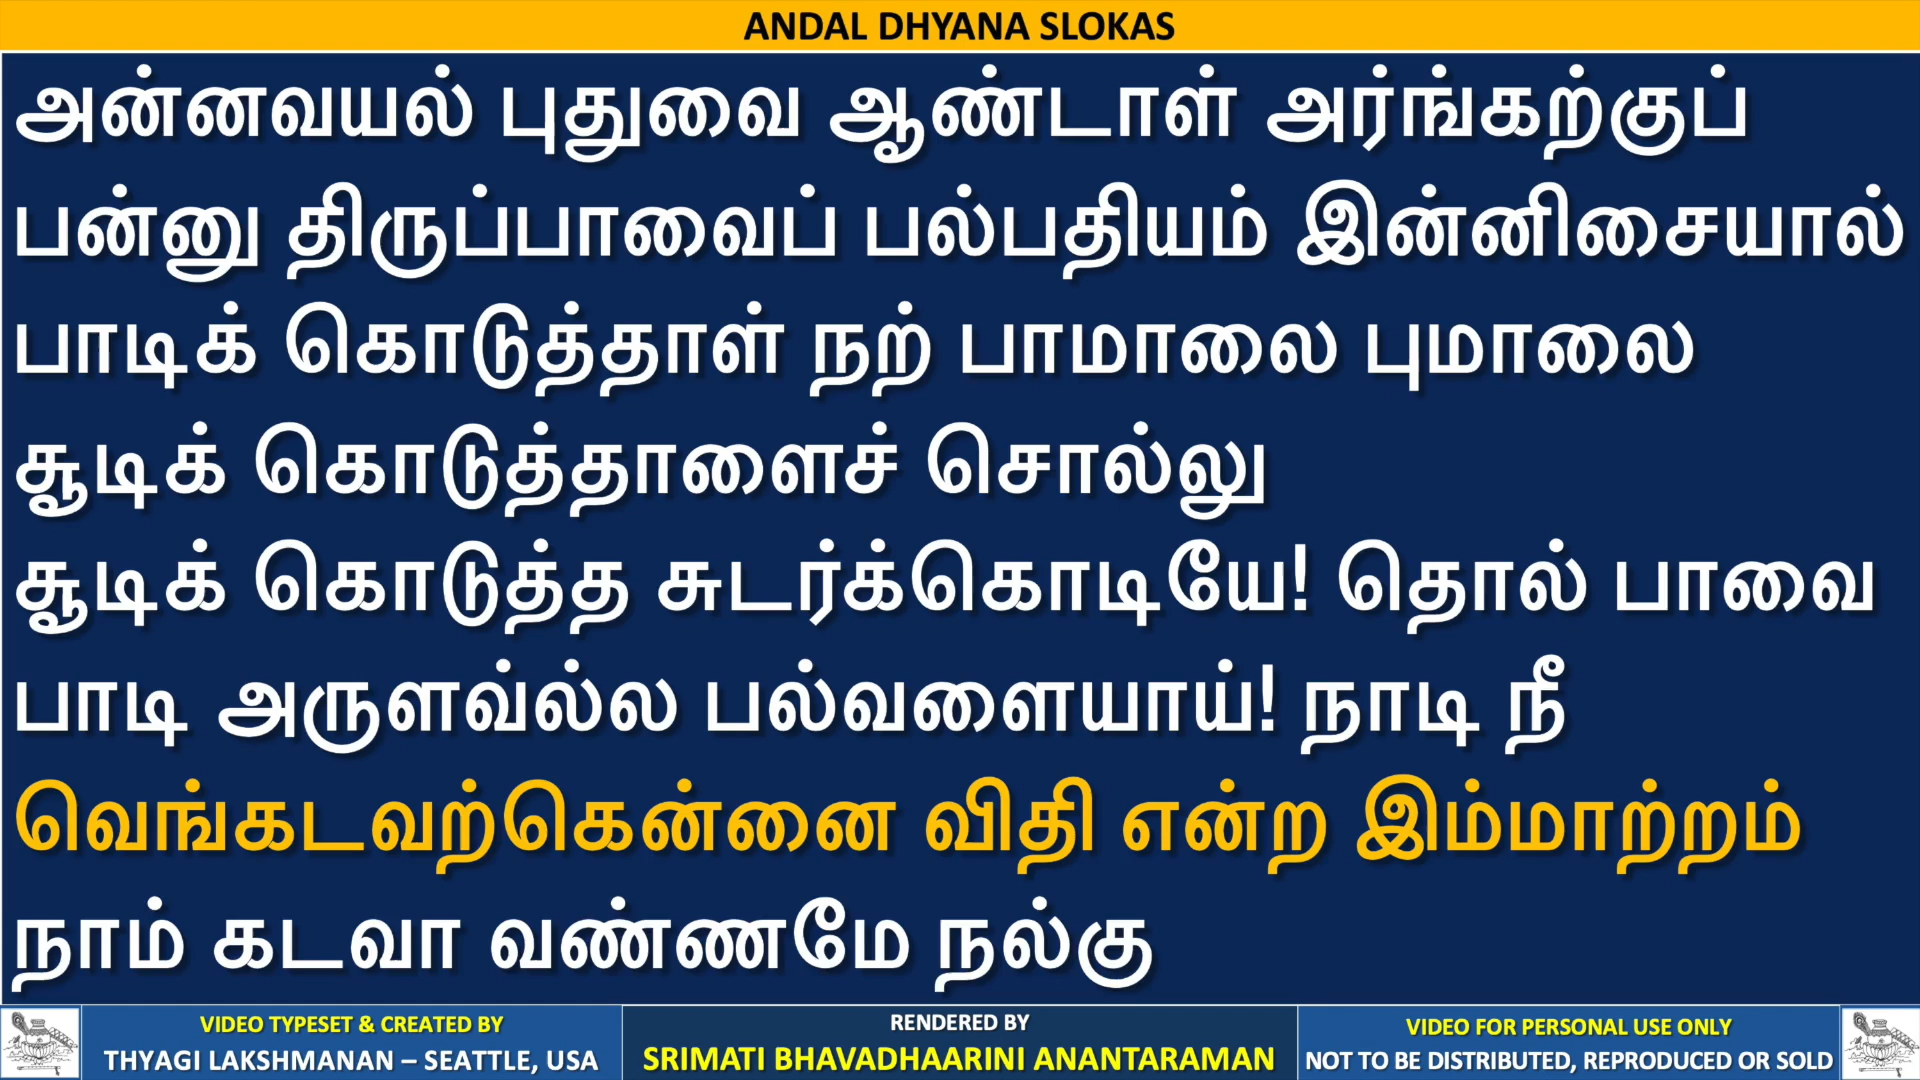 ANDAL DHYANA SLOKAS
அன்னவயல் புதுவை ஆண்டாள் அர்ங்கற்குப்
பன்னு திருப்பாவைப் பல்பதியம் இன்னிசையால்
பாடிக் கொடுத்தாள் நற் பாமாலை புமாலை
சூடிக் கொடுத்தாளைச் சொல்லு
சூடிக் கொடுத்த சுடர்க்கொடியே! தொல் பாவை
பாடி அருளவ்ல்ல பல்வளையாய்! நாடி நீ
வெங்கடவற்கென்னை விதி என்ற இம்மாற்றம்
நாம் கடவா வண்ணமே நல்கு
VIDEO TYPESET & CREATED BY
THYAGI LAKSHMANAN – SEATTLE, USA
RENDERED BY
SRIMATI BHAVADHAARINI ANANTARAMAN
VIDEO FOR PERSONAL USE ONLY
NOT TO BE DISTRIBUTED, REPRODUCED OR SOLD